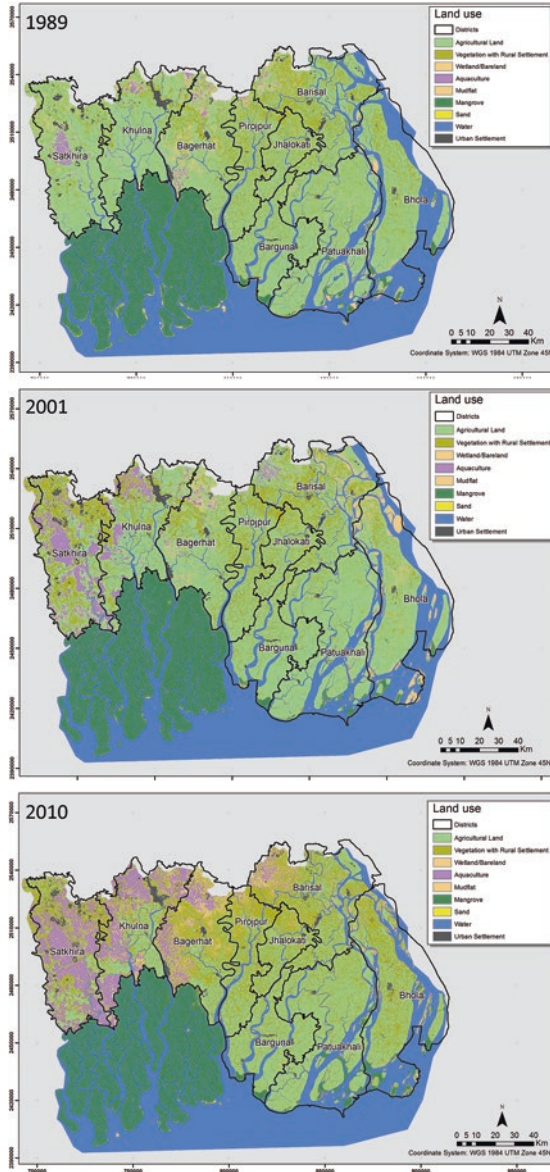 1989
Land use
Districts
Agricultural Land
Vegetation with Rural Settlement
Wetland/Bareland
Aquaculture
Mudflat
Mangrove
Sand
Water
Urban Settlement
Barisal
Pirojpur
Khulna
Jhalokati
Satkhira
Bagerhat
Bhola
Barguna
Patuakhali
N
0 5 10 20 30 40
Km
Coordinate System: WGS 1984 UTM Zone 45N
2001
Land use
Districts
Agricultural Land
Vegetation with Rural Settlement
Wetland/Bareland
Aquaculture
Mudflat
Mangrove
Sand
Water
Urban Settlement
Barisal
Khulna
Pirojpur
Satkhira
Bagerhat
Jhalokati
Bhola
Barguna
Patuakhali
N
0 5 10 20 30 40
Km
Coordinate System: WGS 1984 UTM Zone 45N
2010
Land use
Districts
Agricultural Land
Vegetation with Rural Settlement
Wetland/Bareland
Aquaculture
Mudflat
Mangrove
Sand
Water
Urban Settlement
Barisal
Khulna
Pirojpur
Satkhira
Bagerhat
Jhalokati
Bhola
Barguna
Patuakhali
N
0 5 10 20 30 40
Km
Coordinate System: WGS 1984 UTM Zone 45N